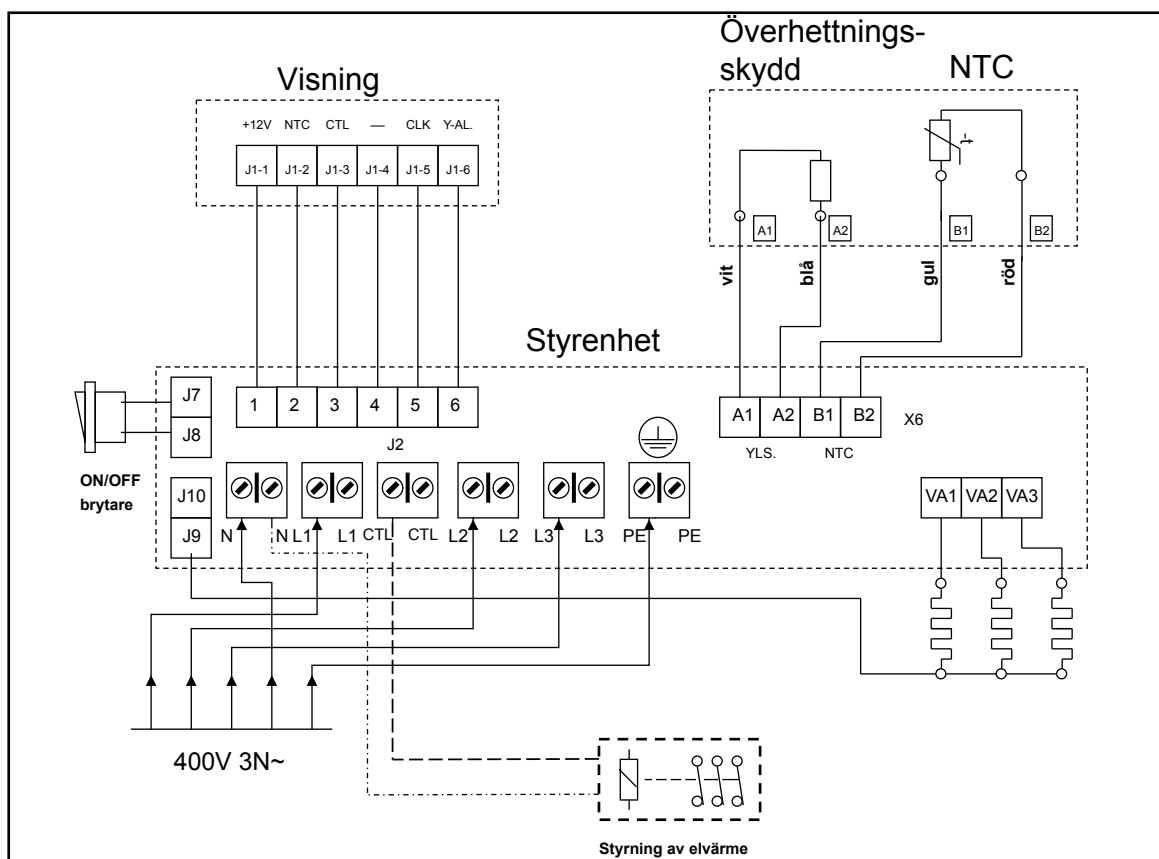 Överhettnings-
skydd
NTC
Visning
+12V NTC CTL — CLK Y-AL.
J1-1 J1-2 J1-3 J1-4 J1-5 J1-6
-t
A1 A2 B1 B2
vit
blå
gul
röd
Styrenhet
J7
J8
1 2 3 4 5 6
J2
A1 A2 B1 B2 X6
YLS. NTC
ON/OFF
brytare
J10
J9
N N L1 L1 CTL CTL L2 L2 L3 L3 PE PE
VA1 VA2 VA3
400V 3N~
Styrning av elvärme